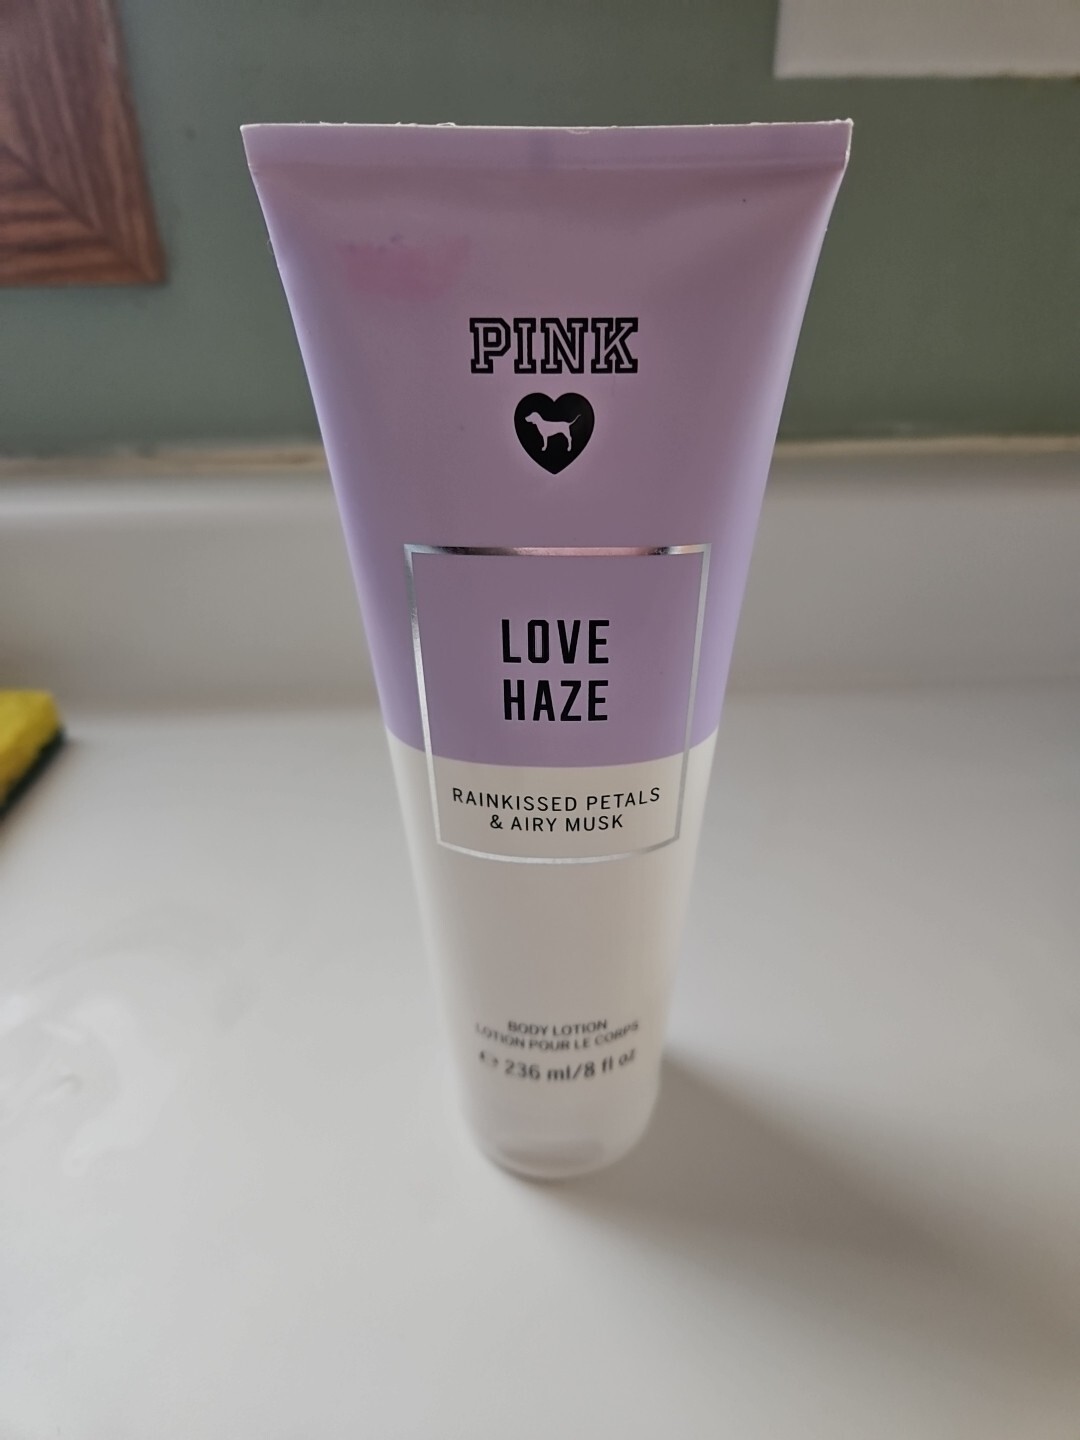 PINK
LOVE
HAZE
RAINKISSED PETALS
& AIRY MUSK
BODY LOTION
LOTION POUR LE CORPS
℮ 236 ml/8 fl oz